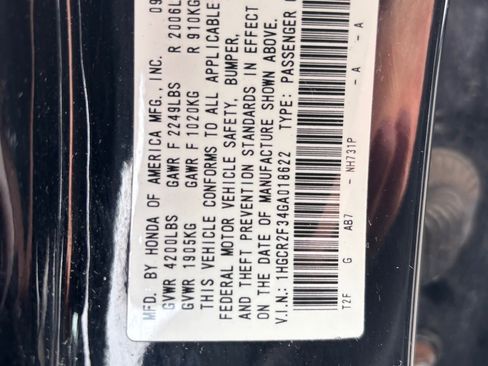 MFD. BY HONDA OF AMERICA MFG., INC. 09
GVWR 4200LBS GAWR F 2249LBS R 2006L
GVWR 1905KG GAWR F 1020KG R 910KG
THIS VEHICLE CONFORMS TO ALL APPLICABLE
FEDERAL MOTOR VEHICLE SAFETY, BUMPER,
AND THEFT PREVENTION STANDARDS IN EFFECT
ON THE DATE OF MANUFACTURE SHOWN ABOVE.
V.I.N.: 1HGCR2F34GA018622 TYPE: PASSENGER
T2F G AB7 - NH731P - A - A